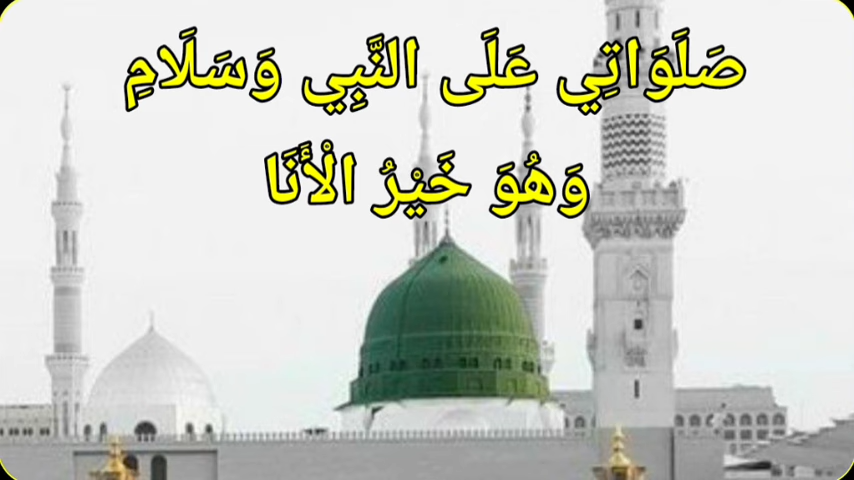 صَلَوَاتِي عَلَى النَّبِي وَسَلَامِ
وَهُوَ خَيْرُ الْأَنَا